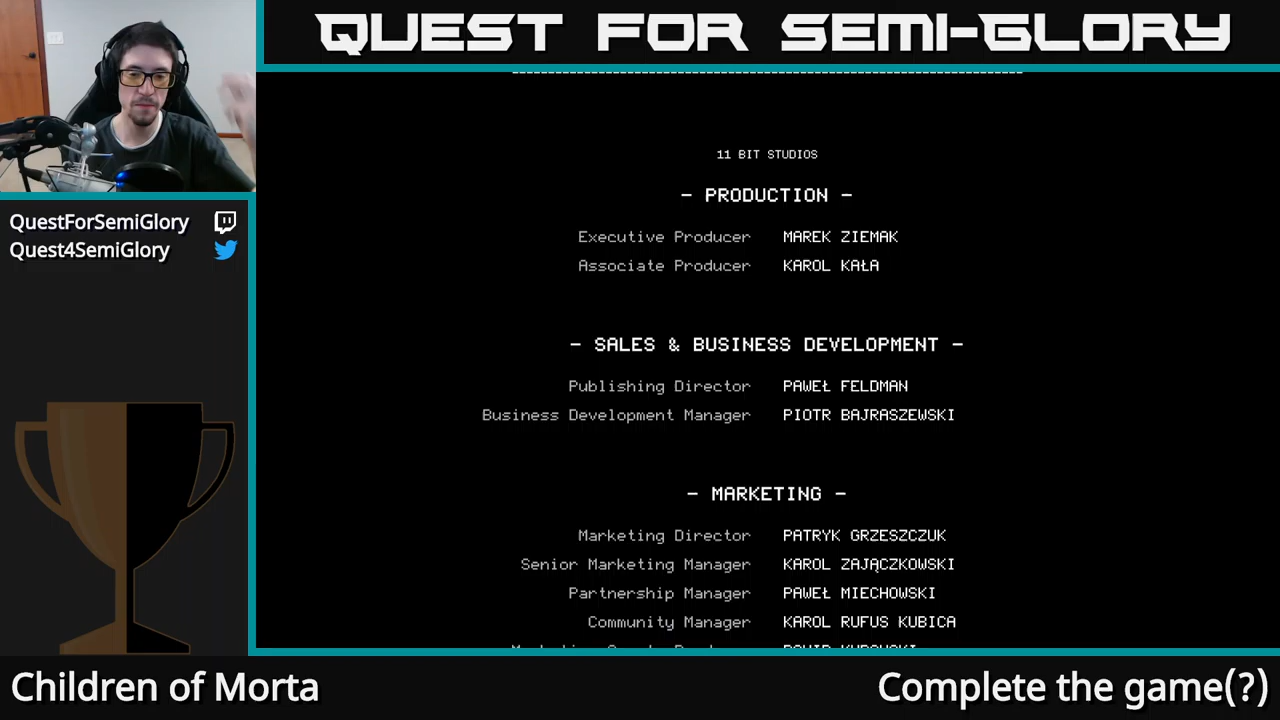 QUEST FOR SEMI-GLORY
QuestForSemiGlory
Quest4SemiGlory
11 BIT STUDIOS
- PRODUCTION -
Executive Producer MAREK ZIEMAK
Associate Producer KAROL KAŁA
- SALES & BUSINESS DEVELOPMENT -
Publishing Director PAWEŁ FELDMAN
Business Development Manager PIOTR BAJRASZEWSKI
- MARKETING -
Marketing Director PATRYK GRZESZCZUK
Senior Marketing Manager KAROL ZAJĄCZKOWSKI
Partnership Manager PAWEŁ MIECHOWSKI
Community Manager KAROL RUFUS KUBICA
Children of Morta
Complete the game(?)